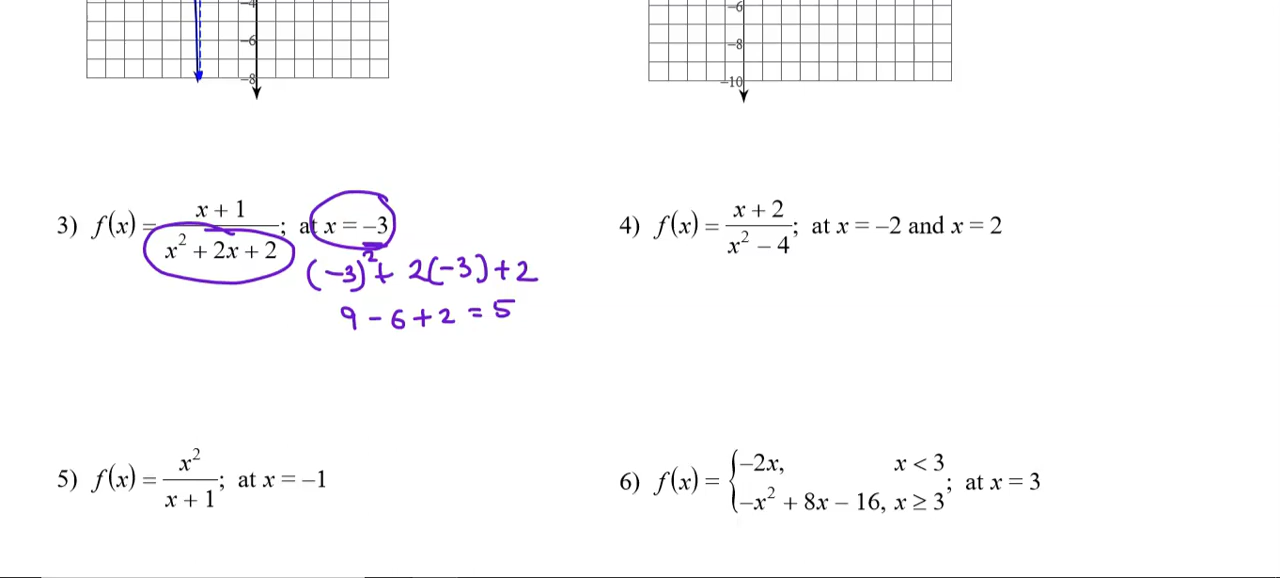 -4
-6
-8
-6
-8
-10
3) f(x) = (x + 1)/(x² + 2x + 2); at x = -3
(-3)² + 2(-3) + 2
9 - 6 + 2 = 5
4) f(x) = (x + 2)/(x² - 4); at x = -2 and x = 2
5) f(x) = x²/(x + 1); at x = -1
6) f(x) = { -2x, x < 3
-x² + 8x - 16, x ≥ 3 ; at x = 3